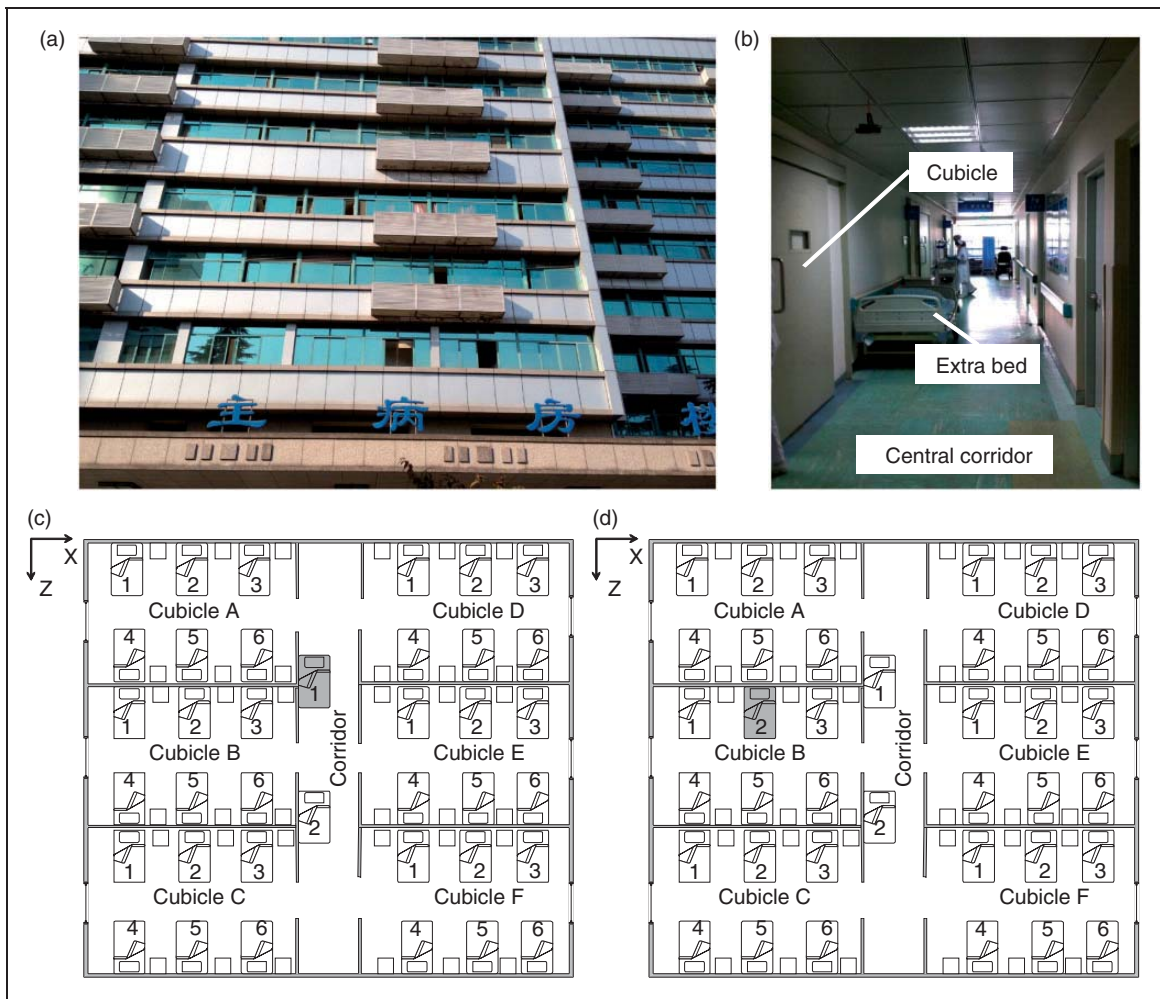 (a)
主 病 房
(b)
Cubicle
Extra bed
Central corridor
(c)
X
Z
1 2 3 1 2 3
Cubicle A Cubicle D
4 5 6 4 5 6
1
1 2 3 1 2 3
Cubicle B Corridor Cubicle E
4 5 6 4 5 6
2
1 2 3 1 2 3
Cubicle C Cubicle F
4 5 6 4 5 6
(d)
X
Z
1 2 3 1 2 3
Cubicle A Cubicle D
4 5 6 4 5 6
1
1 2 3 1 2 3
Cubicle B Corridor Cubicle E
4 5 6 4 5 6
2
1 2 3 1 2 3
Cubicle C Cubicle F
4 5 6 4 5 6